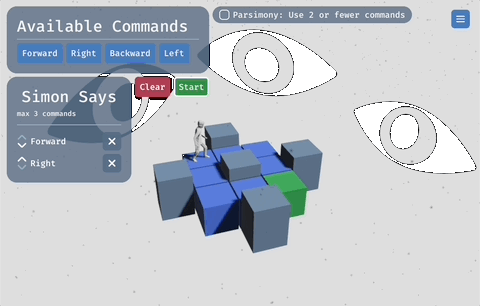 Available Commands
Forward Right Backward Left
Parsimony: Use 2 or fewer commands
Clear Start
Simon Says
max 3 commands
Forward
Right